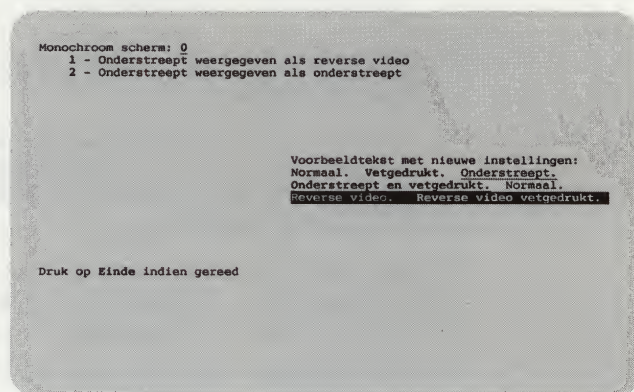 Monochroom scherm: 0
1 - Onderstreept weergegeven als reverse video
2 - Onderstreept weergegeven als onderstreept
Voorbeeldtekst met nieuwe instellingen:
Normaal. Vetgedrukt. Onderstreept.
Onderstreept en vetgedrukt. Normaal.
Reverse video. Reverse video vetgedrukt.
Druk op Einde indien gereed